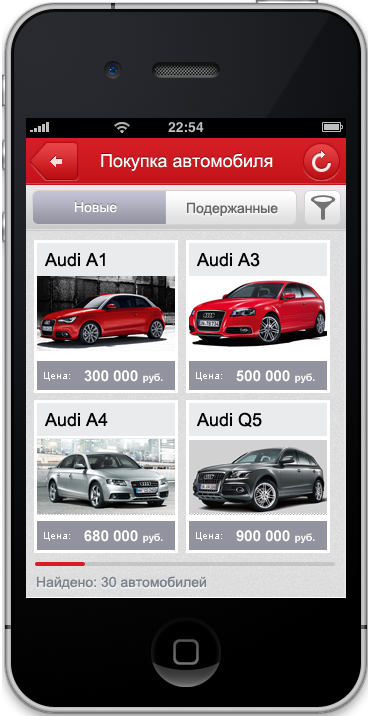 22:54
Покупка автомобиля
Новые
Подержанные
Audi A1
Audi A3
Цена: 300 000 руб.
Цена: 500 000 руб.
Audi A4
Audi Q5
Цена: 680 000 руб.
Цена: 900 000 руб.
Найдено: 30 автомобилей